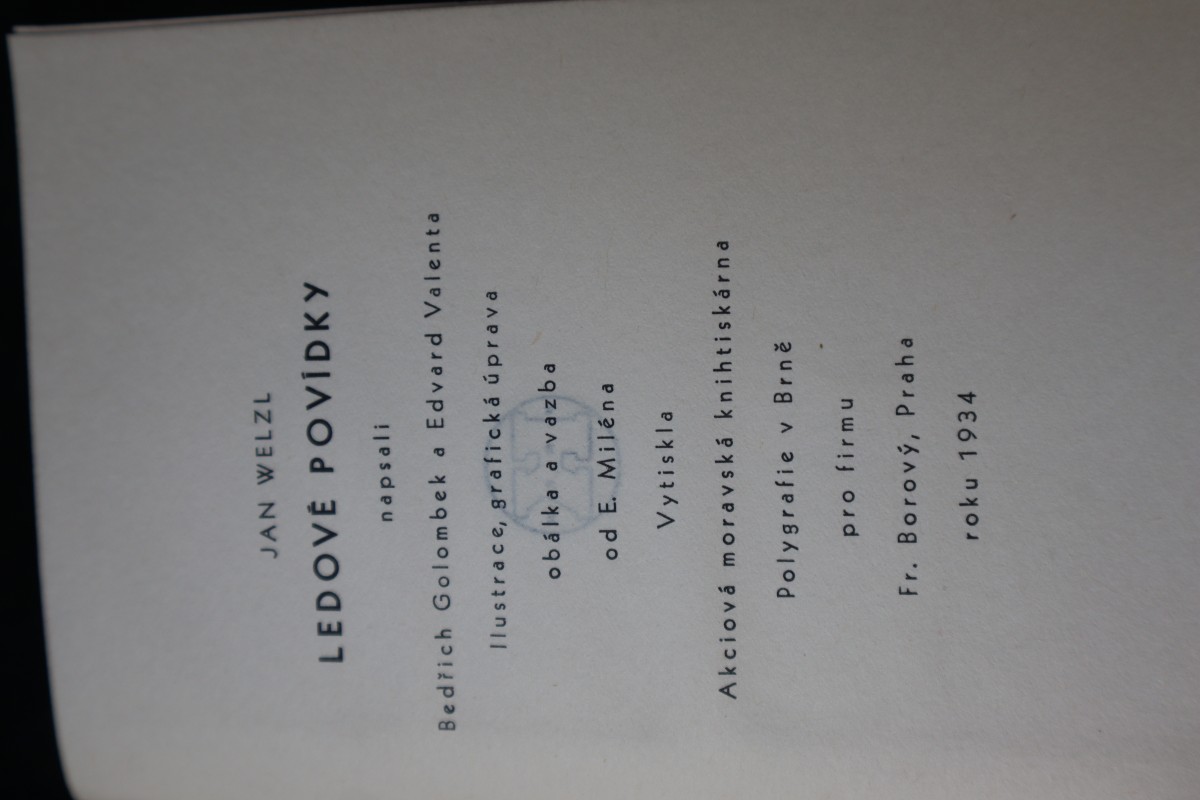 JAN WELZL
LEDOVÉ POVÍDKY
napsali
Bedřich Golombek a Edvard Valenta
Ilustrace, grafická úprava
obálka a vazba
od E. Miléna
Vytiskla
Akciová moravská knihtiskárna
Polygrafie v Brně
pro firmu
Fr. Borový, Praha
roku 1934